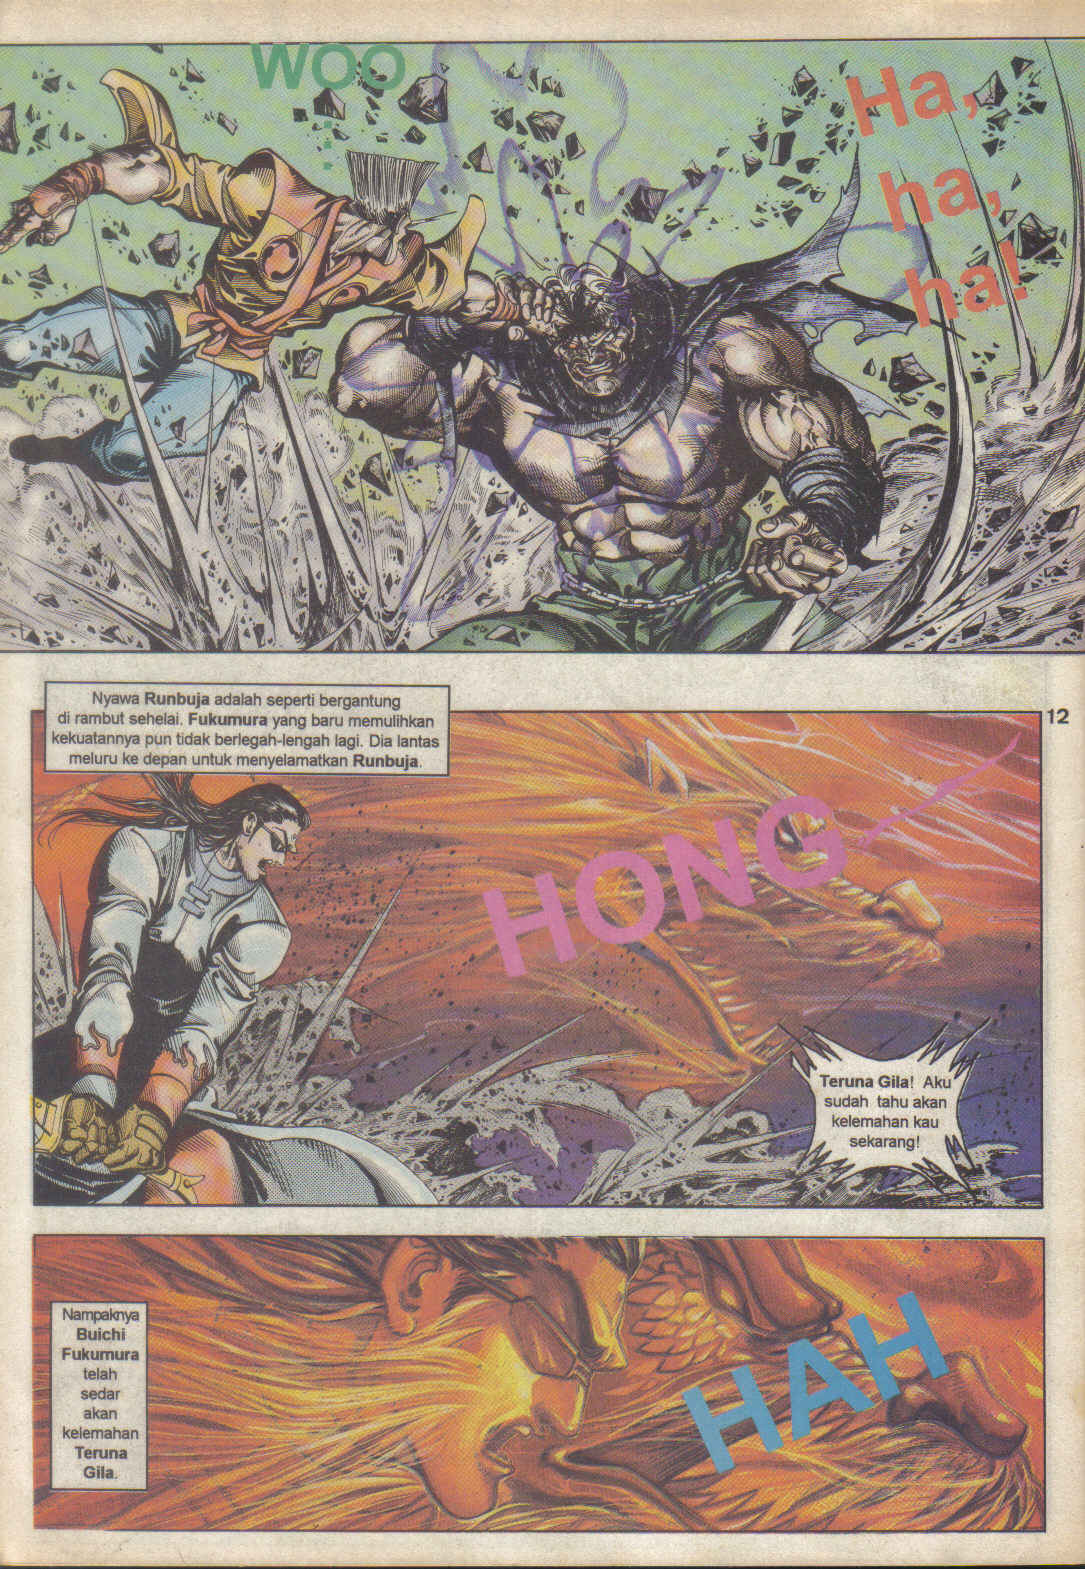 WOO
...
Ha,
ha,
ha!
Nyawa Runbuja adalah seperti bergantung
di rambut sehelai. Fukumura yang baru memulihkan
kekuatannya pun tidak berlegah-lengah lagi. Dia lantas
meluru ke depan untuk menyelamatkan Runbuja.
12
HONG
H
Teruna Gila! Aku
sudah tahu akan
kelemahan kau
sekarang!
Nampaknya
Buichi
Fukumura
telah
sedar
akan
kelemahan
Teruna
Gila.
HAH